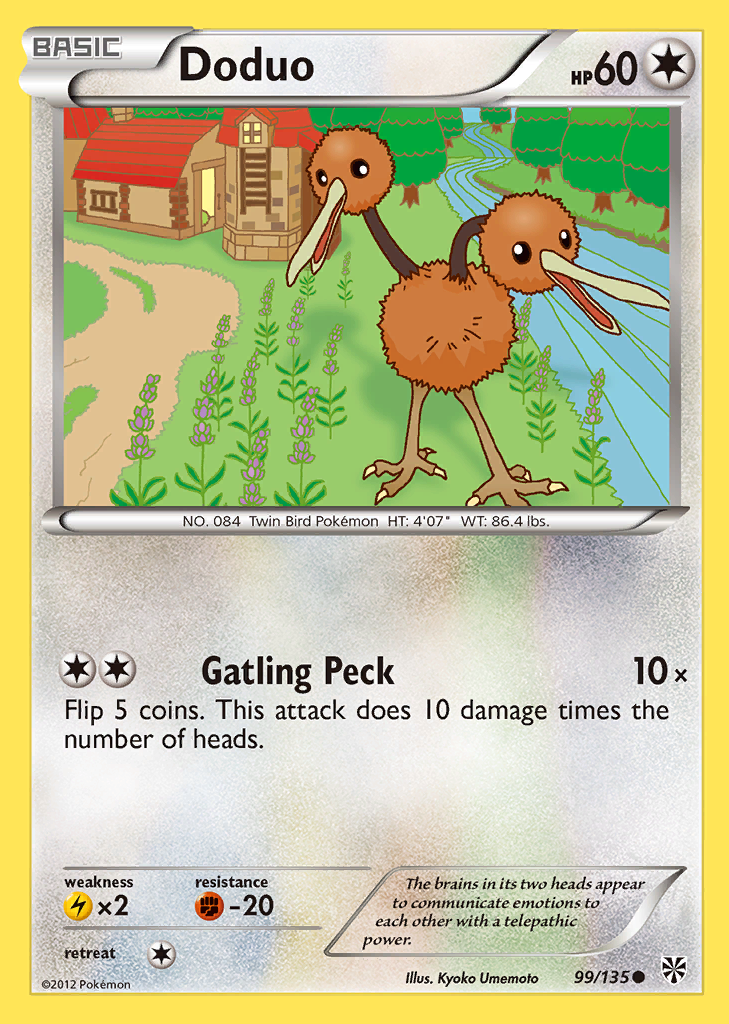 BASIC
Doduo
HP60
NO. 084 Twin Bird Pokémon HT: 4'07" WT: 86.4 lbs.
Gatling Peck 10×
Flip 5 coins. This attack does 10 damage times the
number of heads.
weakness
×2
resistance
-20
retreat
The brains in its two heads appear
to communicate emotions to
each other with a telepathic
power.
©2012 Pokémon
Illus. Kyoko Umemoto
99/135